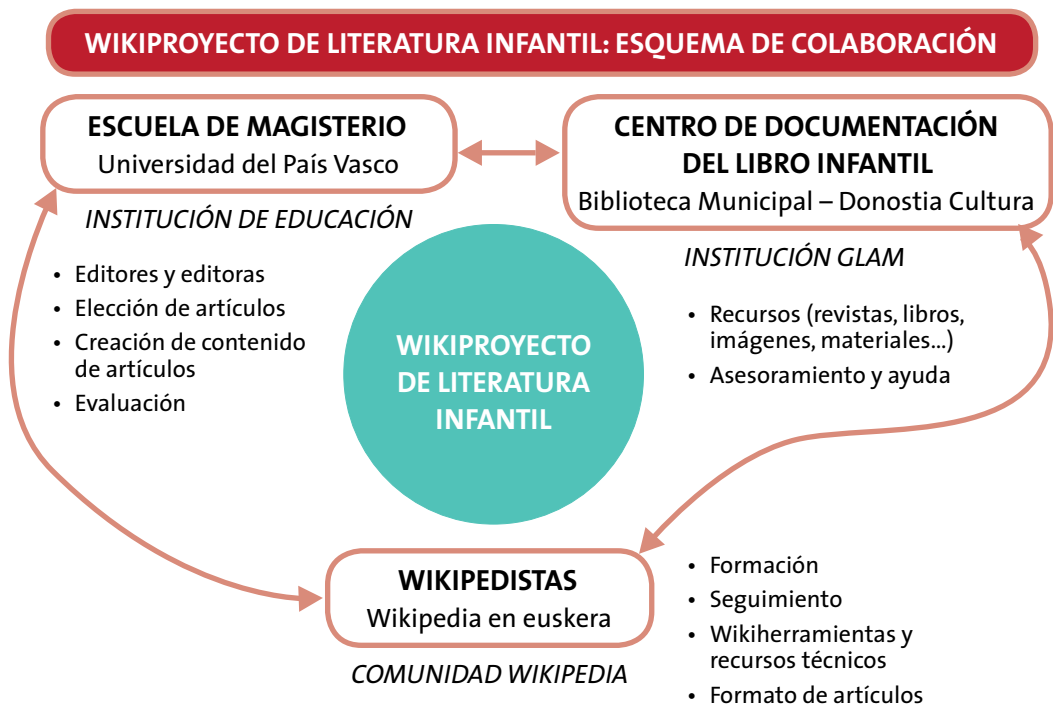 WIKIPROYECTO DE LITERATURA INFANTIL: ESQUEMA DE COLABORACIÓN
ESCUELA DE MAGISTERIO
Universidad del País Vasco
INSTITUCIÓN DE EDUCACIÓN
• Editores y editoras
• Elección de artículos
• Creación de contenido
de artículos
• Evaluación
CENTRO DE DOCUMENTACIÓN
DEL LIBRO INFANTIL
Biblioteca Municipal – Donostia Cultura
INSTITUCIÓN GLAM
• Recursos (revistas, libros,
imágenes, materiales...)
• Asesoramiento y ayuda
WIKIPROYECTO
DE LITERATURA
INFANTIL
WIKIPEDISTAS
Wikipedia en euskera
COMUNIDAD WIKIPEDIA
• Formación
• Seguimiento
• Wikiherramientas y
recursos técnicos
• Formato de artículos